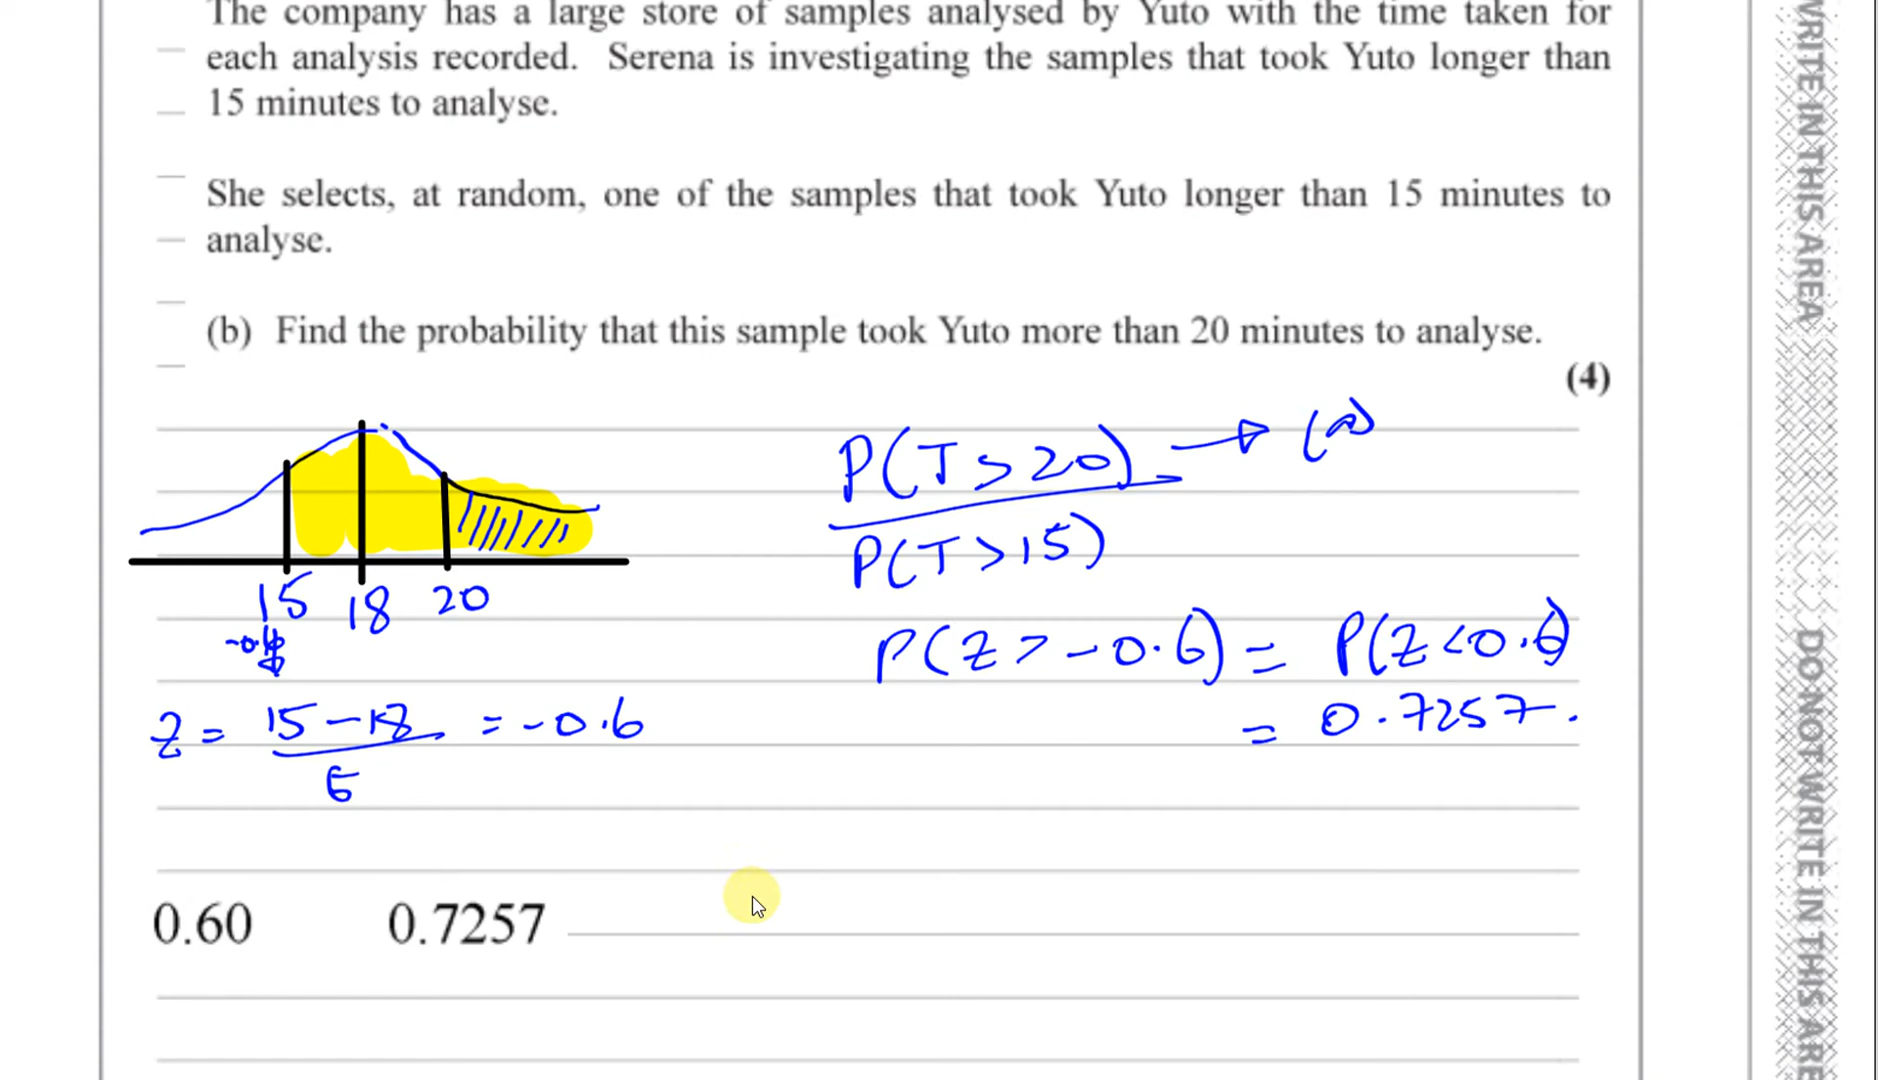 The company has a large store of samples analysed by Yuto with the time taken for
each analysis recorded. Serena is investigating the samples that took Yuto longer than
15 minutes to analyse.
She selects, at random, one of the samples that took Yuto longer than 15 minutes to
analyse.
(b) Find the probability that this sample took Yuto more than 20 minutes to analyse.
(4)
P(T > 20) → (a)
P(T > 15)
15 18 20
P(Z > -0.6) = P(Z < 0.6)
= 0.7257.
Z = 15 - 18 = -0.6
5
0.60 0.7257
WRITE IN THIS AREA
DO NOT WRITE IN THIS ARE